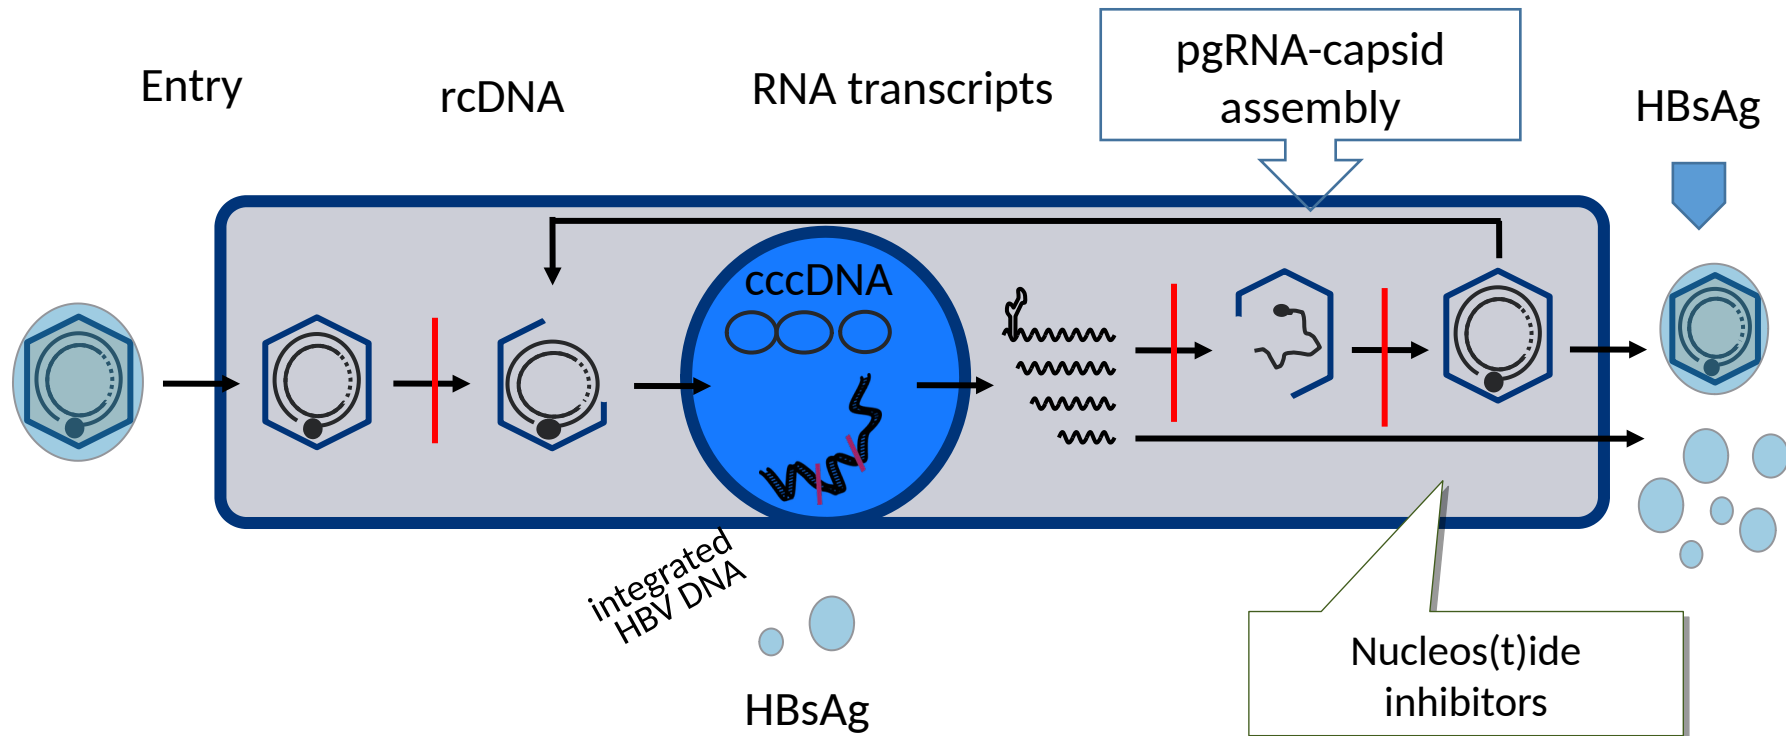 Entry
rcDNA
RNA transcripts
pgRNA-capsid
assembly
HBsAg
cccDNA
integrated
HBV DNA
HBsAg
Nucleos(t)ide
inhibitors